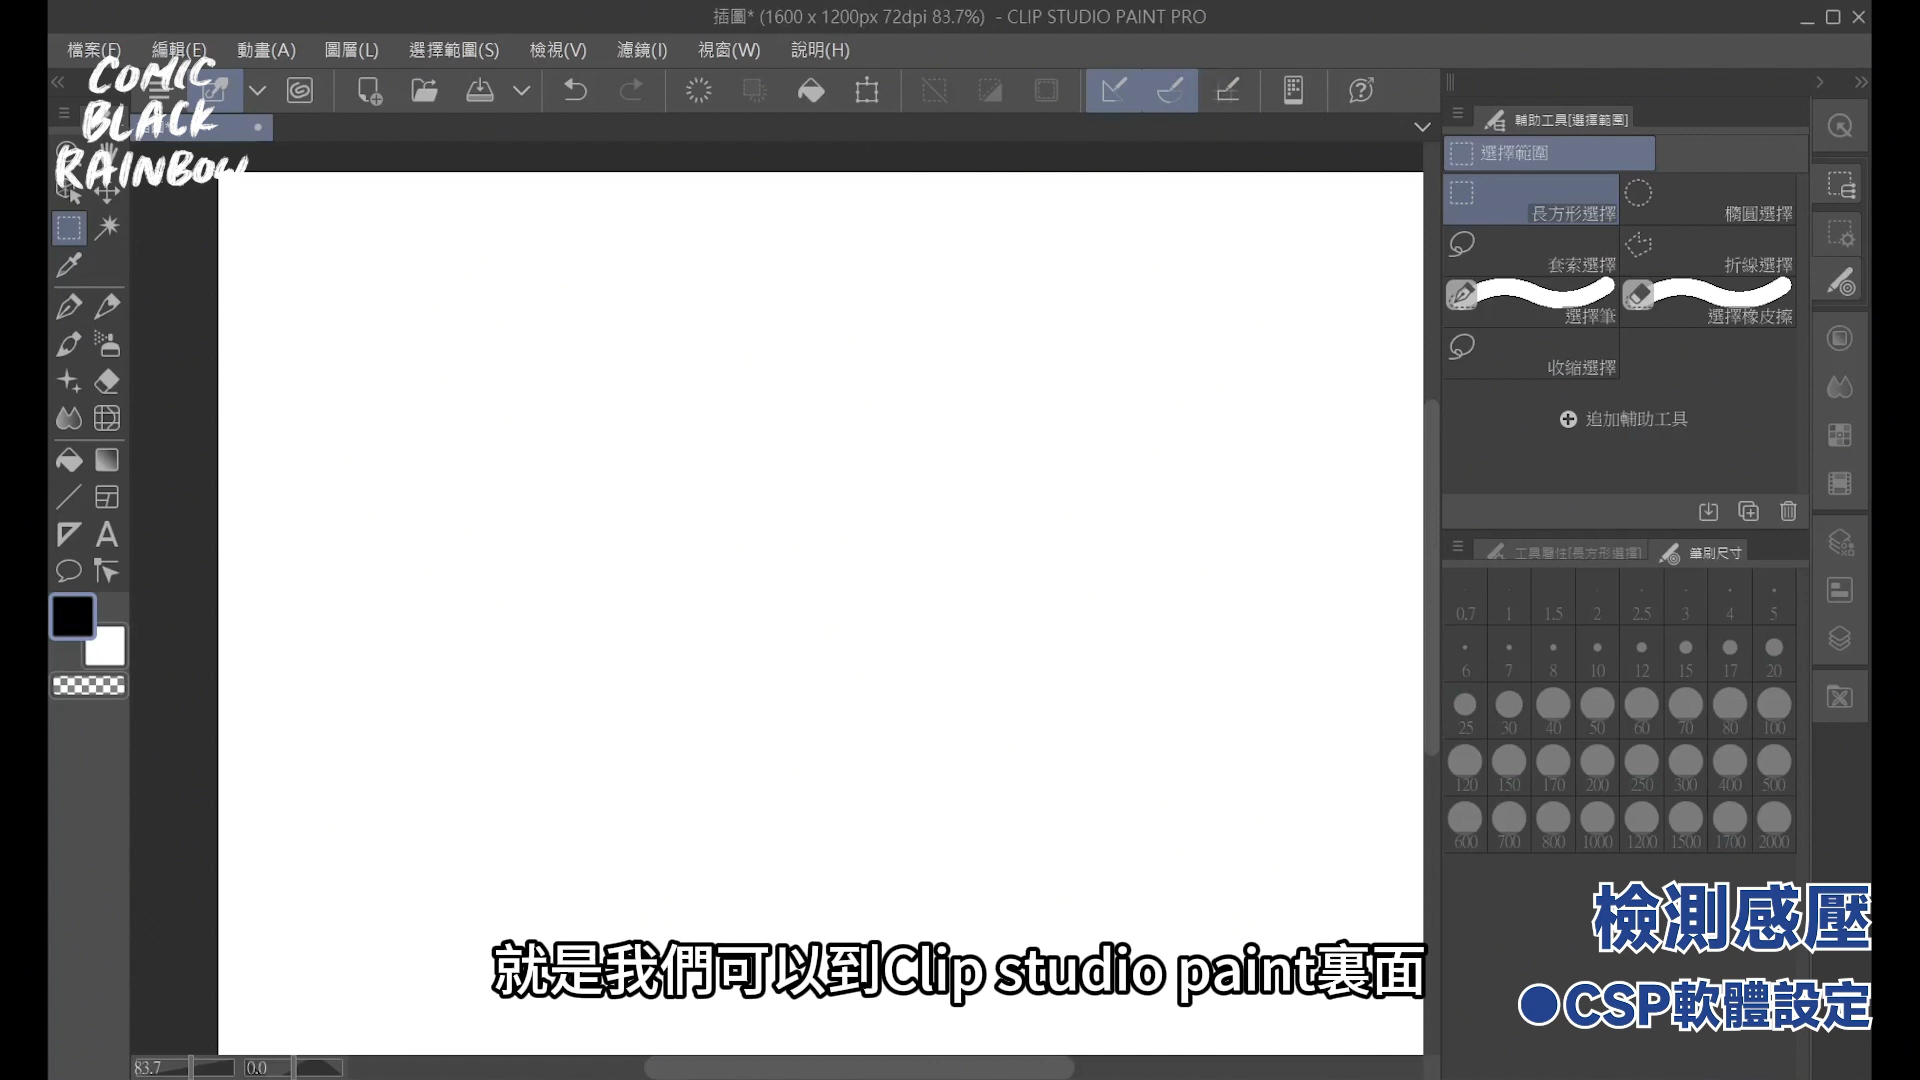 插圖* (1600 x 1200px 72dpi 83.7%) - CLIP STUDIO PAINT PRO
檔案(F) 編輯(E) 動畫(A) 圖層(L) 選擇範圍(S) 檢視(V) 濾鏡(I) 視窗(W) 說明(H)
COMIC
BLACK
RAINBOW
輔助工具[選擇範圍]
選擇範圍
長方形選擇 橢圓選擇
套索選擇 折線選擇
選擇筆 選擇橡皮擦
收縮選擇
追加輔助工具
工具屬性[長方形選擇] 筆刷尺寸
0.7 1 1.5 2 2.5 3 4 5
6 7 8 10 12 15 17 20
25 30 40 50 60 70 80 100
120 150 170 200 250 300 400 500
600 700 800 1000 1200 1500 1700 2000
檢測感壓
就是我們可以到Clip studio paint裏面
●CSP軟體設定
83.7 0.0